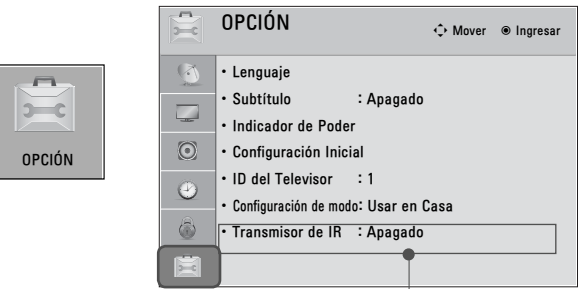 OPCIÓN
OPCIÓN
Mover
Ingresar
• Lenguaje
• Subtítulo : Apagado
• Indicador de Poder
• Configuración Inicial
• ID del Televisor : 1
• Configuración de modo: Usar en Casa
• Transmisor de IR : Apagado